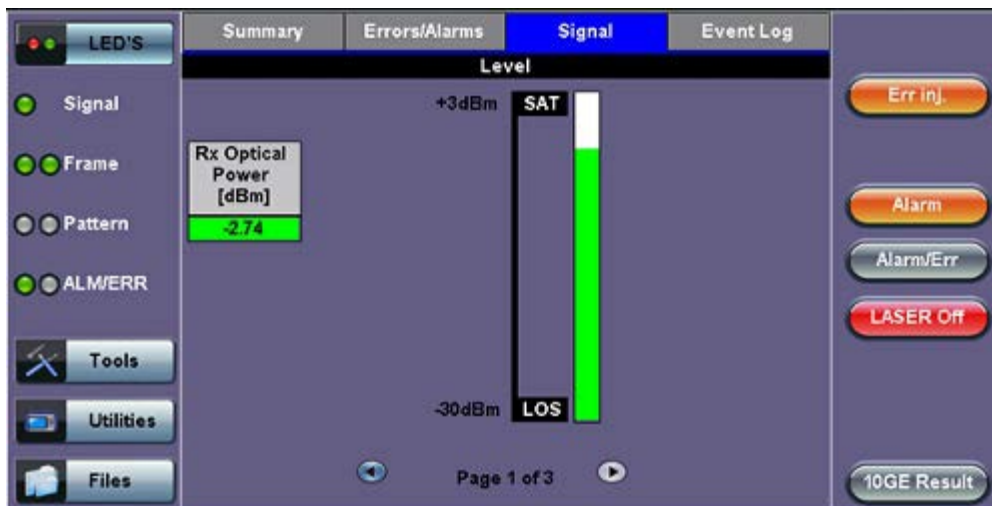 LED'S
Summary
Errors/Alarms
Signal
Event Log
Level
Signal
Frame
Pattern
ALM/ERR
Tools
Utilities
Files
+3dBm
SAT
Rx Optical
Power
[dBm]
-2.74
-30dBm
LOS
Page 1 of 3
Err inj.
Alarm
Alarm/Err
LASER Off
10GE Result